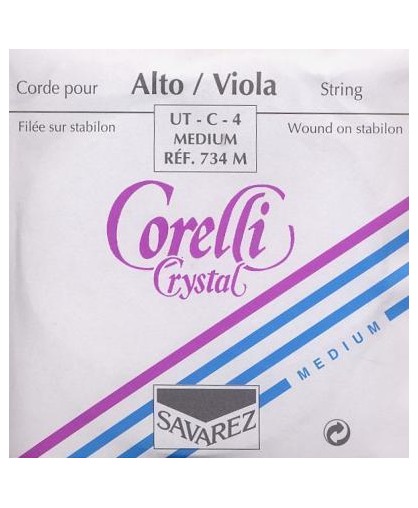 Corde pour Alto / Viola String
Filée sur stabilon UT - C - 4 Wound on stabilon
MEDIUM
RÉF. 734 M
Corelli
Crystal
MEDIUM
SAVAREZ